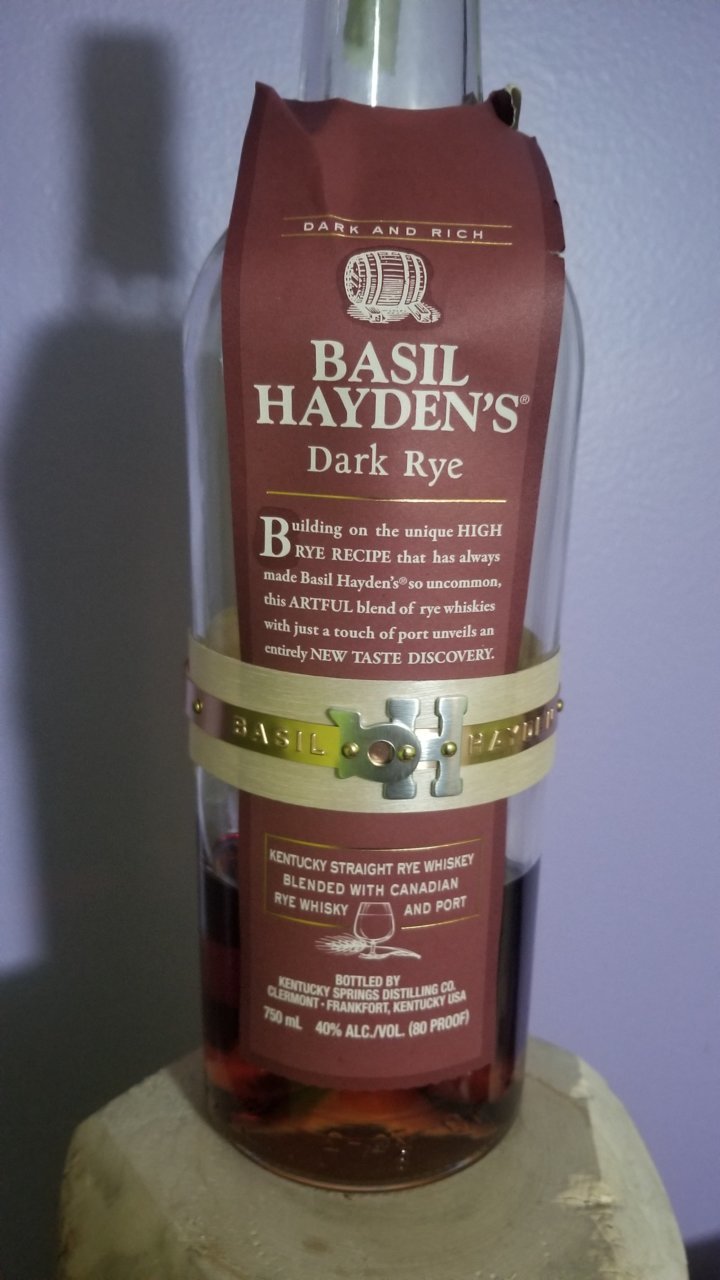 DARK AND RICH
BASIL
HAYDEN'S®
Dark Rye
Building on the unique HIGH
RYE RECIPE that has always
made Basil Hayden's® so uncommon,
this ARTFUL blend of rye whiskies
with just a touch of port unveils an
entirely NEW TASTE DISCOVERY.
BASIL BH HAYDEN
KENTUCKY STRAIGHT RYE WHISKEY
BLENDED WITH CANADIAN
RYE WHISKY AND PORT
BOTTLED BY
KENTUCKY SPRINGS DISTILLING CO.
CLERMONT • FRANKFORT, KENTUCKY USA
750 mL 40% ALC./VOL. (80 PROOF)